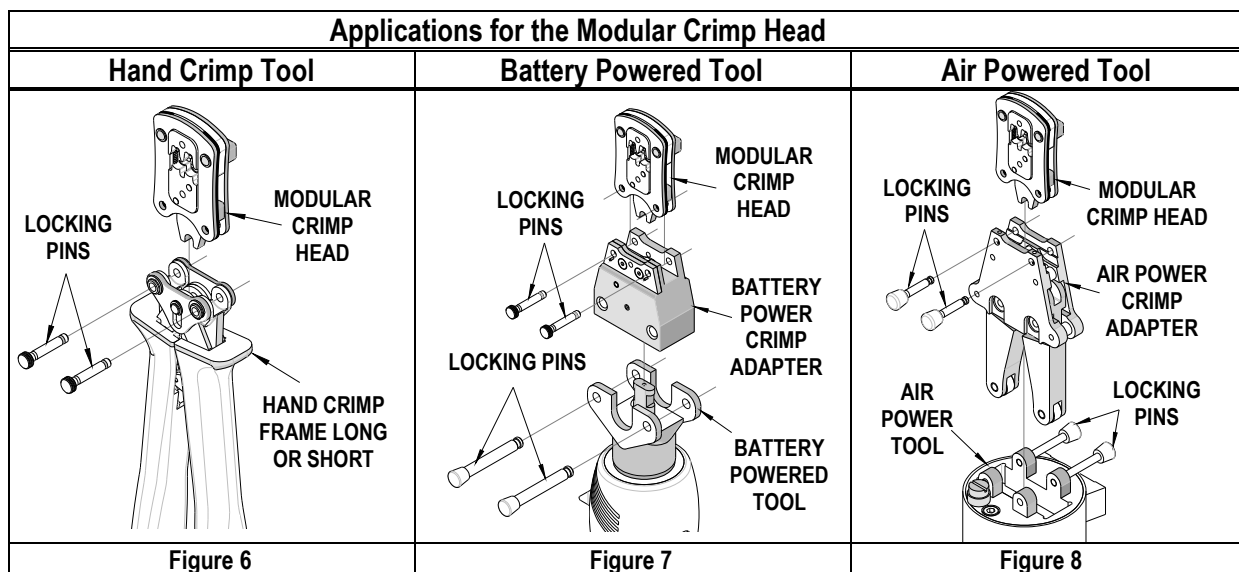 Applications for the Modular Crimp Head
Hand Crimp Tool
Battery Powered Tool
Air Powered Tool
LOCKING
PINS
MODULAR
CRIMP
HEAD
HAND CRIMP
FRAME LONG
OR SHORT
LOCKING
PINS
MODULAR
CRIMP
HEAD
BATTERY
POWER
CRIMP
ADAPTER
LOCKING PINS
BATTERY
POWERED
TOOL
LOCKING
PINS
MODULAR
CRIMP HEAD
AIR POWER
CRIMP
ADAPTER
AIR
POWER
TOOL
LOCKING
PINS
Figure 6
Figure 7
Figure 8